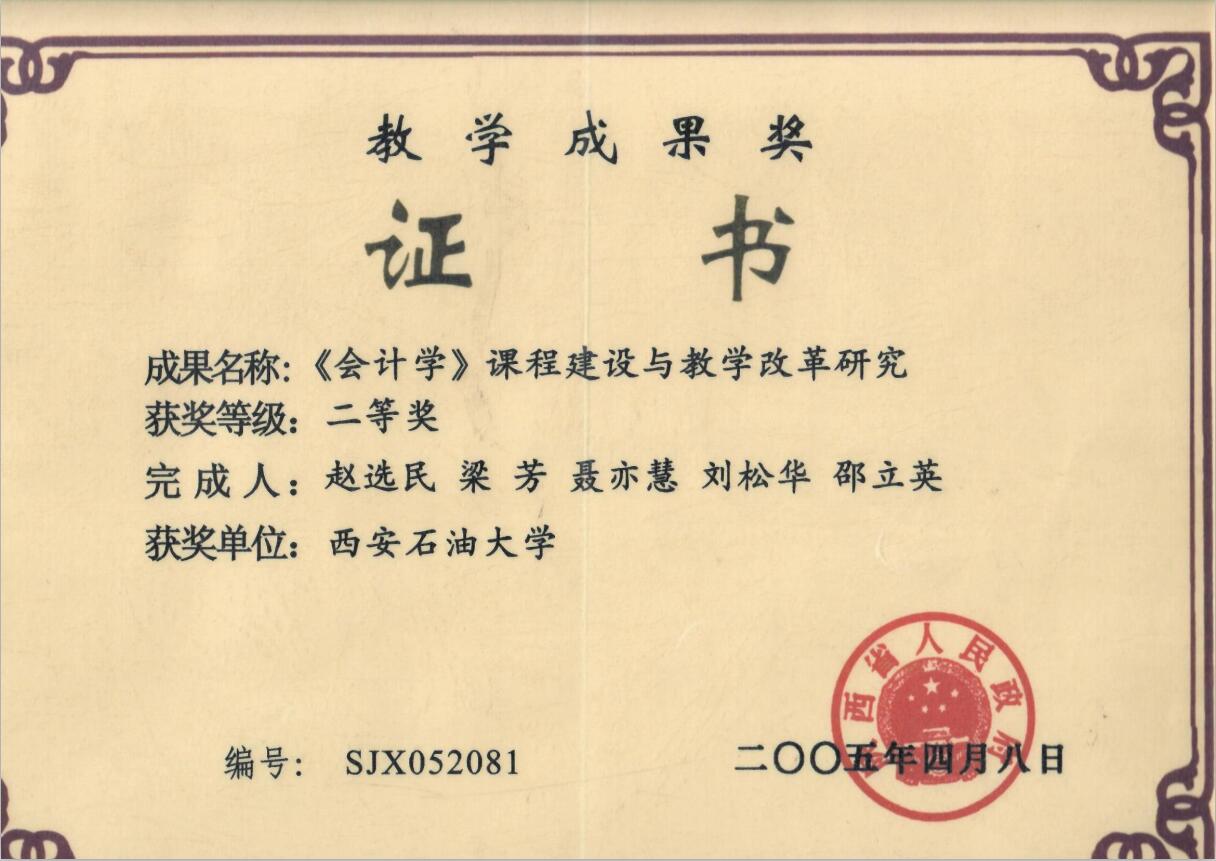 教学成果奖
证书
成果名称：《会计学》课程建设与教学改革研究
获奖等级：二等奖
完成人：赵选民 梁芳 聂亦慧 刘松华 邵立英
获奖单位：西安石油大学
陕西省人民政府
编号： SJX052081
二〇〇五年四月八日